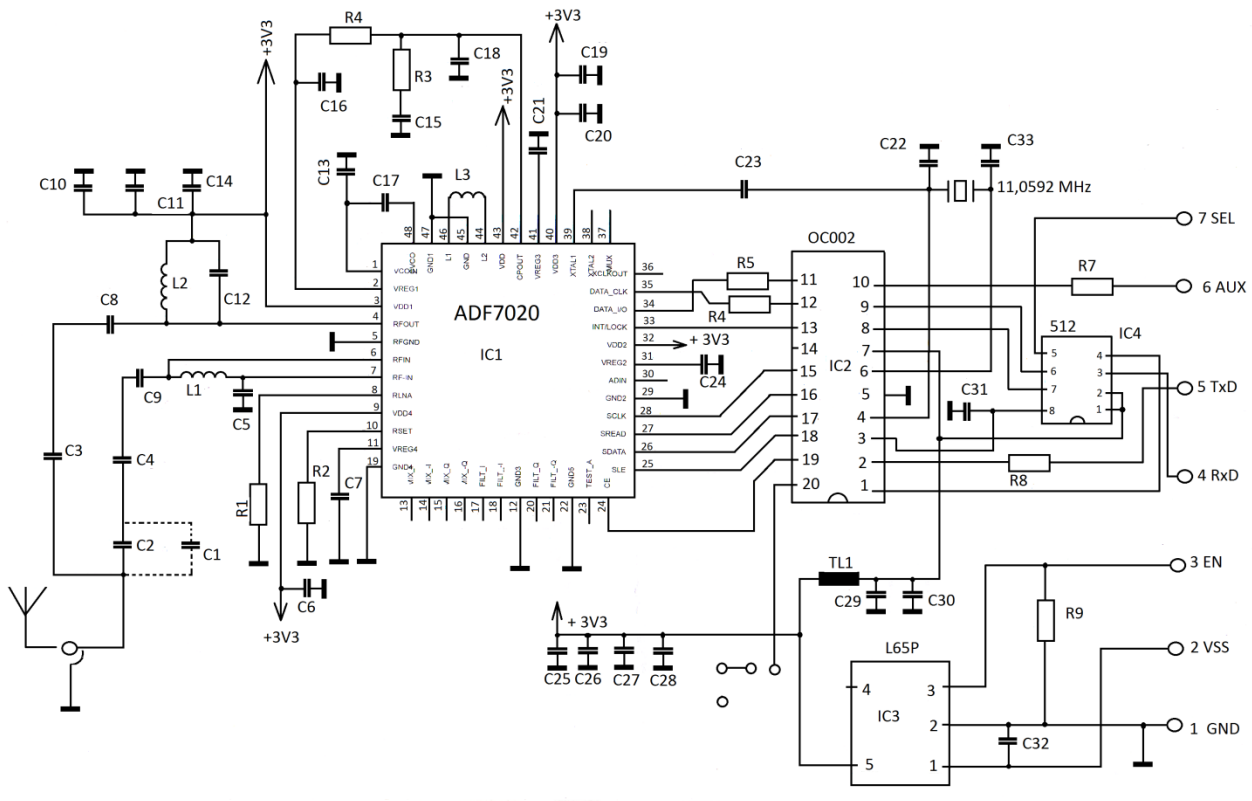 +3V3
R4
+3V3
C18
C19
R3
+3V3
C16
C21
C15
C20
C22
C33
C13
C23
L3
11,0592 MHz
C10
C14
C17
C11
7 SEL
48 47 46 45 44 43 42 41 40 39 38 37
VCO GND1 L1 GND L2 VDD CPOUT VREG3 VDD3 XTAL1 XTAL2 MUX
OC002
L2
C12
C8
1 VCOIN
2 VREG1
3 VDD1
4 RFOUT
5 RFGND
6 RFIN
7 RF-IN
8 RLNA
9 VDD4
10 RSET
11 VREG4
19 GND4
ADF7020
IC1
XCLKOUT 36
DATA_CLK 35
DATA_I/O 34
INT/LOCK 33
VDD2 32
VREG2 31
ADIN 30
GND2 29
SCLK 28
SREAD 27
SDATA 26
SLE 25
MIX_I MIX_-I MIX_Q MIX_-Q FILT_I FILT_-I GND3 FILT_Q FILT_-Q GND5 TEST_A CE
13 14 15 16 17 18 12 20 21 22 23 24
R5
R4
+ 3V3
C24
11
12
13
14
15
16
17
18
19
20
IC2
10
9
8
7
6
5
4
3
2
1
R7
6 AUX
512
IC4
5
6
7
8
4
3
2
1
C31
5 TxD
R8
4 RxD
C9
L1
C5
C3
C4
R1
R2
C7
C2
C1
C6
+3V3
TL1
C29
C30
3 EN
R9
+ 3V3
C25
C26
C27
C28
L65P
2 VSS
4
3
IC3
2
1 GND
C32
5
1